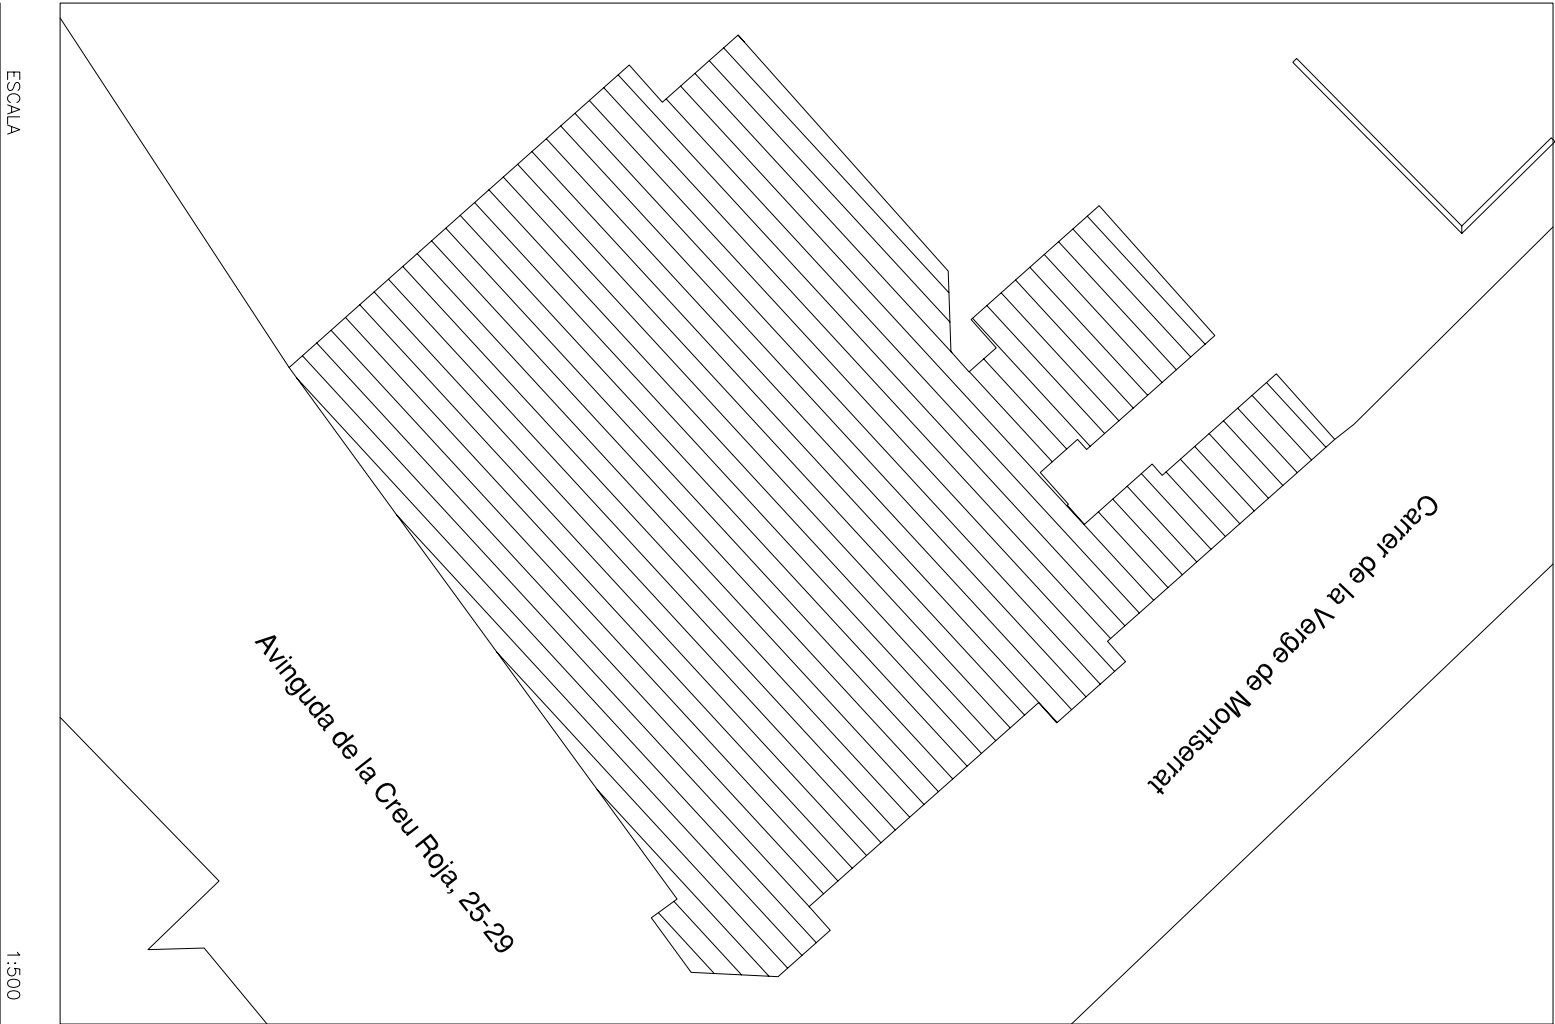 ESCALA
1:500
Avinguda de la Creu Roja, 25-29
Carrer de la Verge de Montserrat